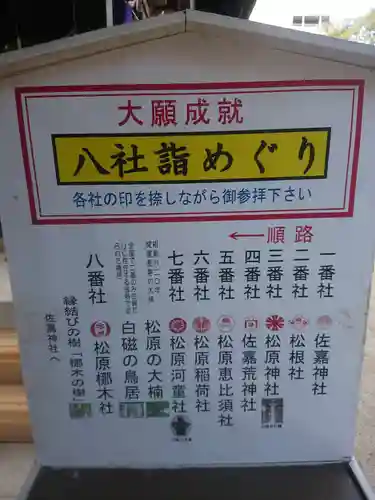 大願成就
八社詣めぐり
各社の印を捺しながら御参拝下さい
←順路
一番社 佐嘉神社
二番社 松根社
三番社 松原神社
四番社 佐嘉荒神社
五番社 松原恵比須社
六番社 松原稲荷社
七番社 松原河童社
松原の大楠
白磁の鳥居
八番社 松原梛木社
縁結びの樹「梛木の樹」
佐嘉神社へ